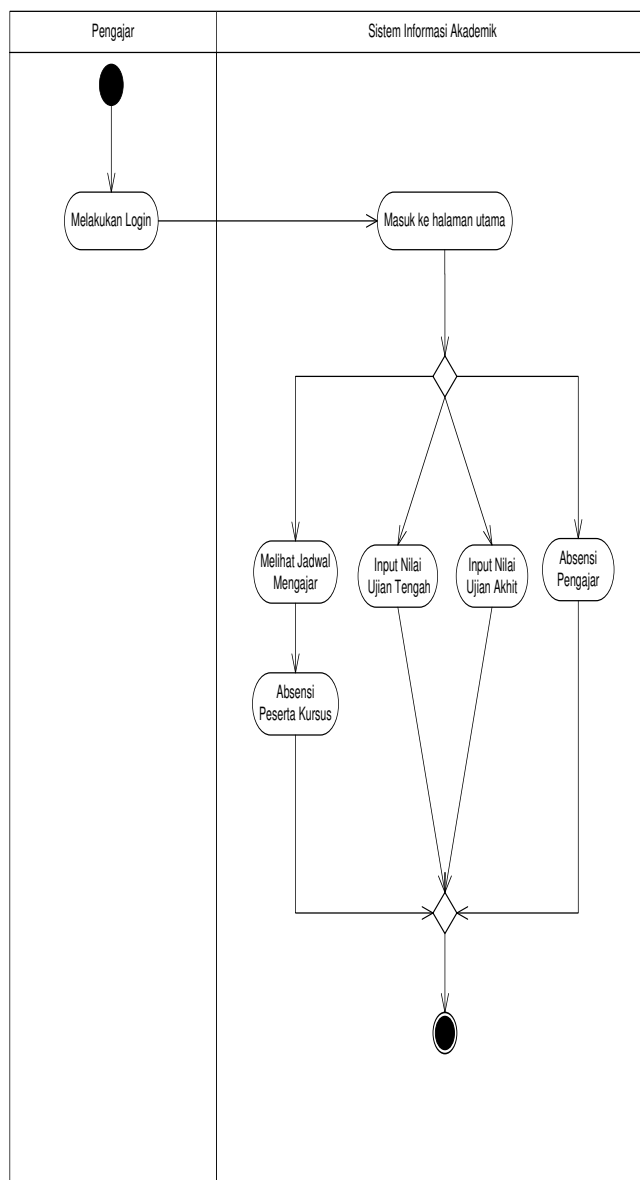 Pengajar
Sistem Informasi Akademik
Melakukan Login
Masuk ke halaman utama
Melihat Jadwal
Mengajar
Input Nilai
Ujian Tengah
Input Nilai
Ujian Akhit
Absensi
Pengajar
Absensi
Peserta Kursus